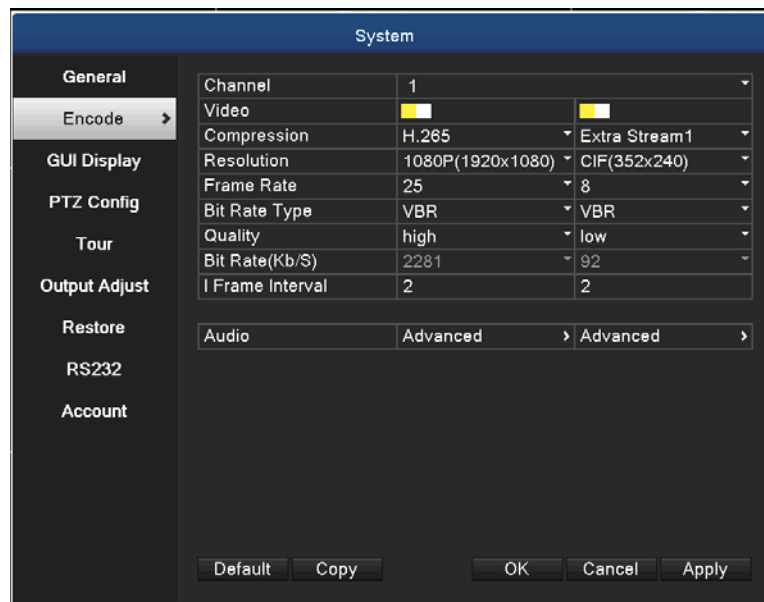 System
General
Encode
GUI Display
PTZ Config
Tour
Output Adjust
Restore
RS232
Account
Channel 1
Video
Compression H.265 Extra Stream1
Resolution 1080P(1920x1080) CIF(352x240)
Frame Rate 25 8
Bit Rate Type VBR VBR
Quality high low
Bit Rate(Kb/S) 2281 92
I Frame Interval 2 2
Audio Advanced Advanced
Default Copy OK Cancel Apply